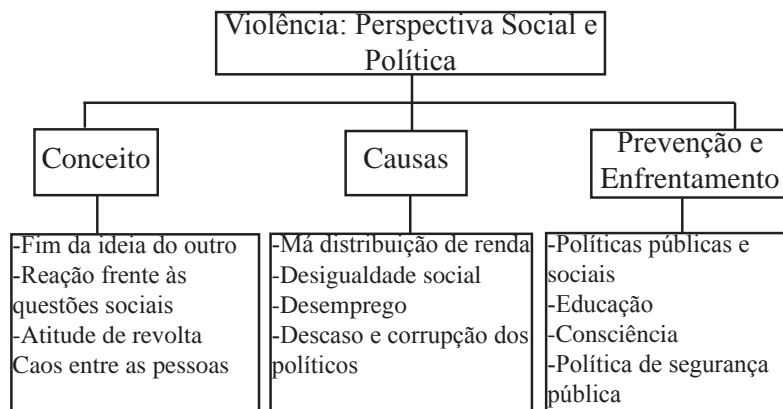 Violência: Perspectiva Social e
Política
Conceito
Causas
Prevenção e
Enfrentamento
-Fim da ideia do outro
-Reação frente às
questões sociais
-Atitude de revolta
Caos entre as pessoas
-Má distribuição de renda
-Desigualdade social
-Desemprego
-Descaso e corrupção dos
políticos
-Políticas públicas e
sociais
-Educação
-Consciência
-Política de segurança
pública